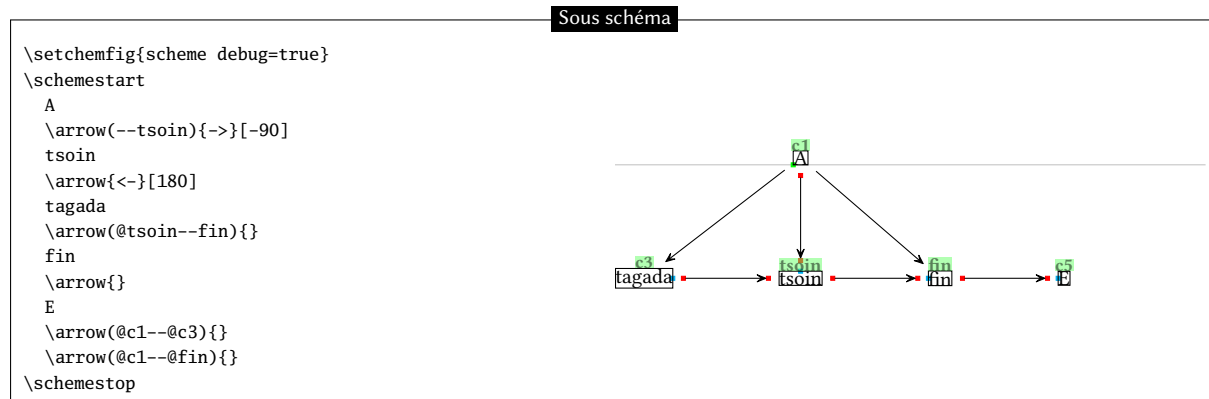 Sous schéma
\setchemfig{scheme debug=true}
\schemestart
A
\arrow(--tsoin){->}[-90]
tsoin
\arrow{<-}[180]
tagada
\arrow(@tsoin--fin){}
fin
\arrow{}
E
\arrow(@c1--@c3){}
\arrow(@c1--@fin){}
\schemestop
c1
A
c3 tsoin fin c5
tagada tsoin fin E